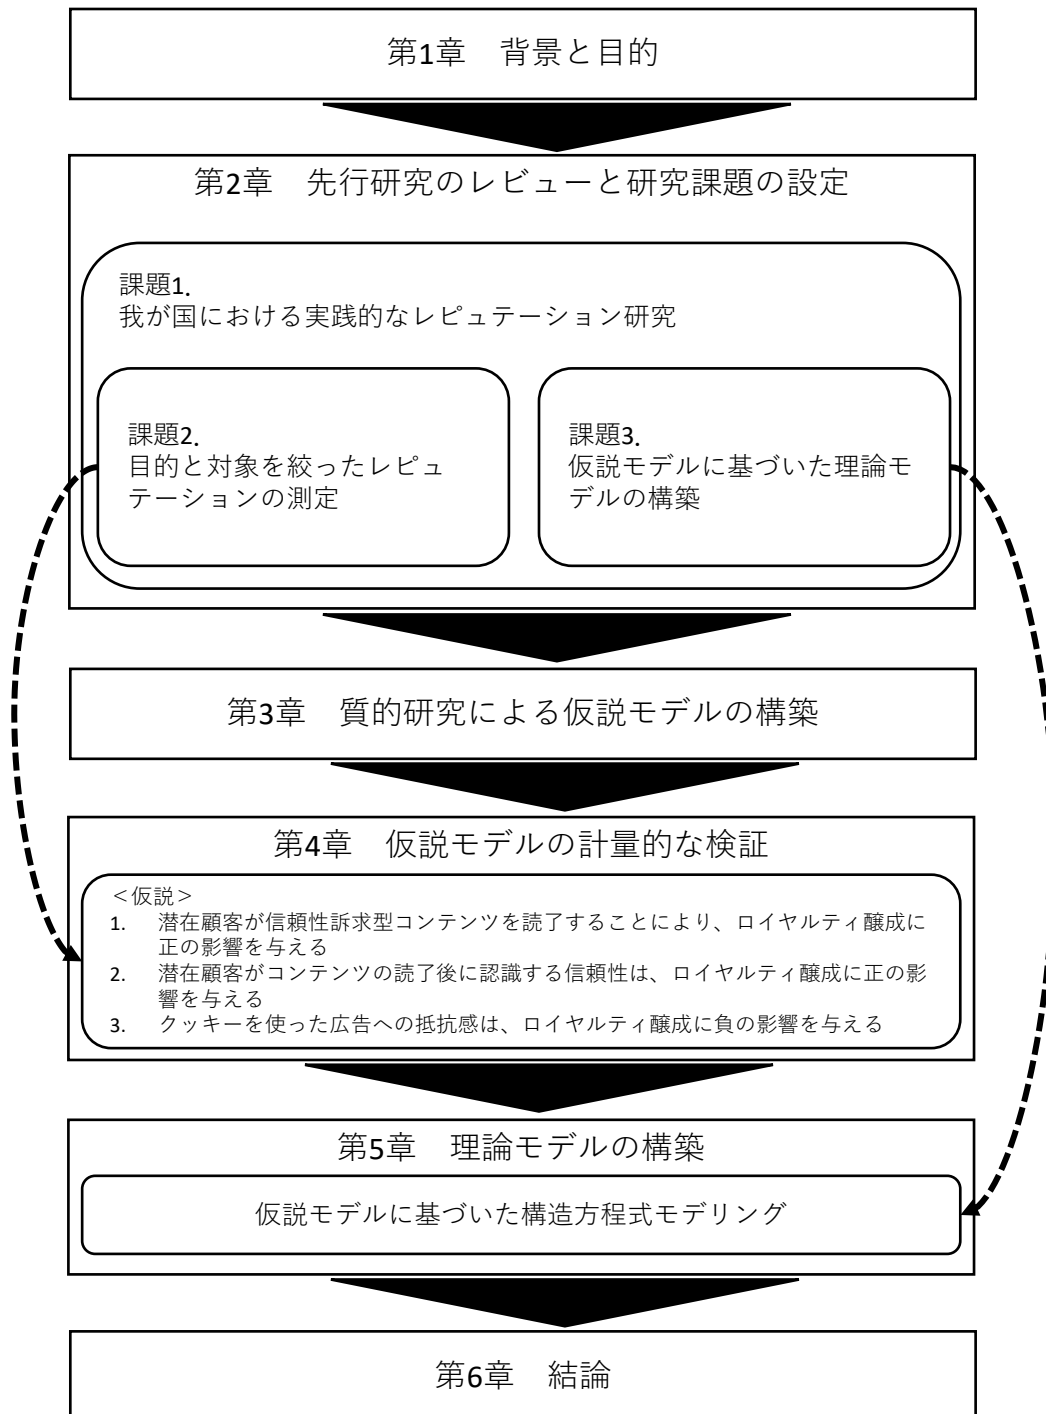 第1章　背景と目的
第2章　先行研究のレビューと研究課題の設定
課題1.
我が国における実践的なレピュテーション研究
課題2.
目的と対象を絞ったレピュ
テーションの測定
課題3.
仮説モデルに基づいた理論モ
デルの構築
第3章　質的研究による仮説モデルの構築
第4章　仮説モデルの計量的な検証
＜仮説＞
1.　潜在顧客が信頼性訴求型コンテンツを読了することにより、ロイヤルティ醸成に
正の影響を与える
2.　潜在顧客がコンテンツの読了後に認識する信頼性は、ロイヤルティ醸成に正の影
響を与える
3.　クッキーを使った広告への抵抗感は、ロイヤルティ醸成に負の影響を与える
第5章　理論モデルの構築
仮説モデルに基づいた構造方程式モデリング
第6章　結論